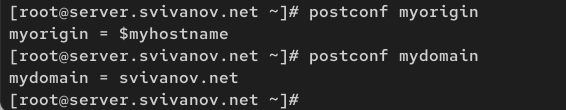 [root@server.svivanov.net ~]# postconf myorigin
myorigin = $myhostname
[root@server.svivanov.net ~]# postconf mydomain
mydomain = svivanov.net
[root@server.svivanov.net ~]#